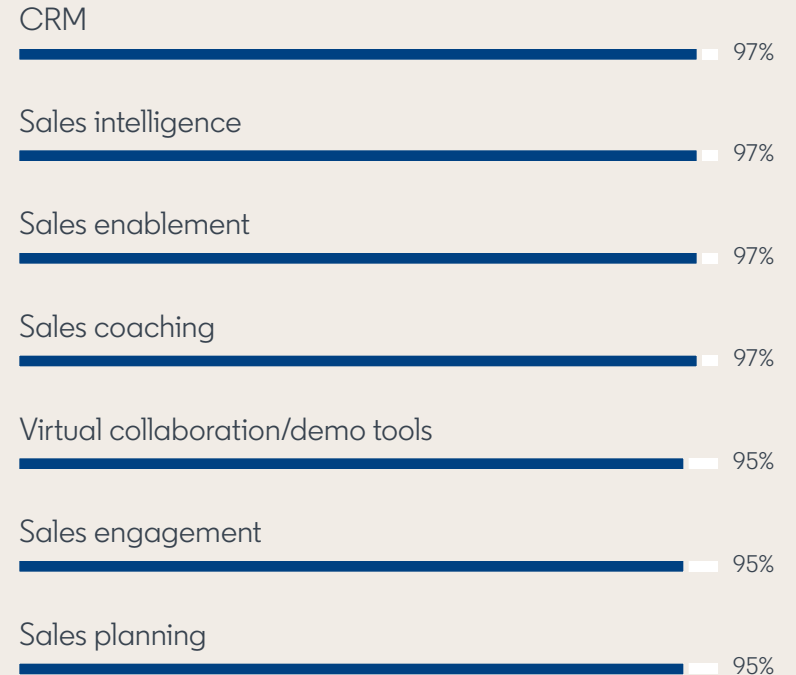 CRM
97%
Sales intelligence
97%
Sales enablement
97%
Sales coaching
97%
Virtual collaboration/demo tools
95%
Sales engagement
95%
Sales planning
95%